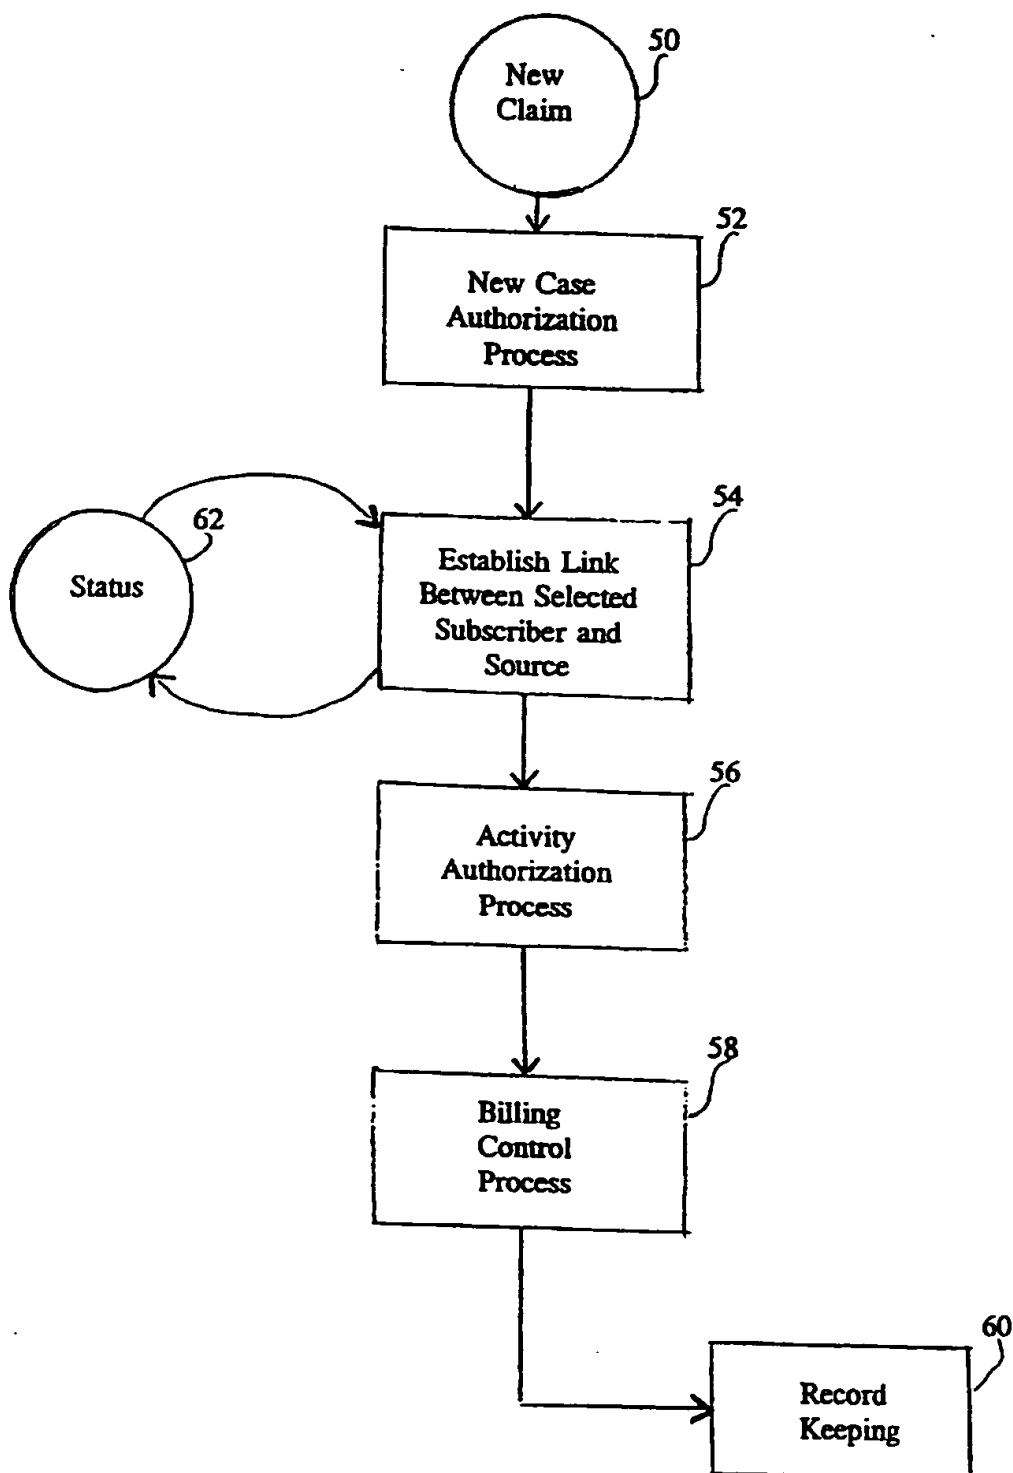 50
New
Claim
52
New Case
Authorization
Process
54
62
Status
Establish Link
Between Selected
Subscriber and
Source
56
Activity
Authorization
Process
58
Billing
Control
Process
60
Record
Keeping